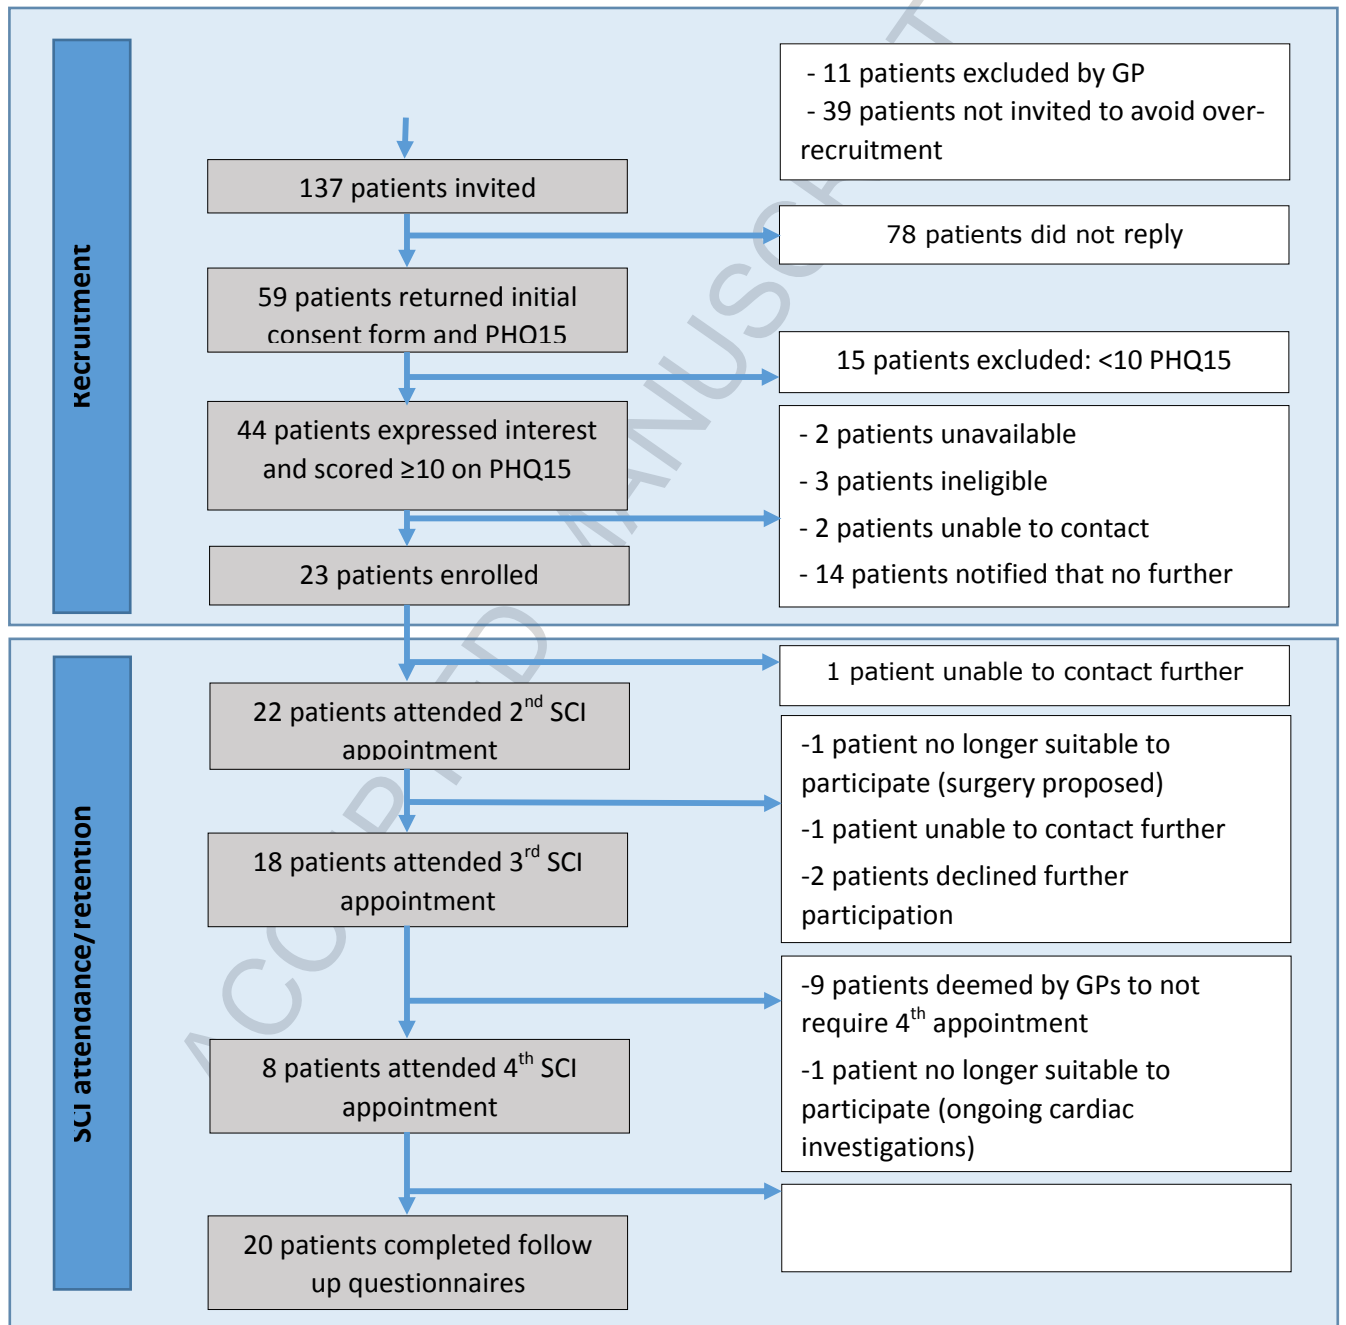 Recruitment
- 11 patients excluded by GP
- 39 patients not invited to avoid over-
recruitment
137 patients invited
78 patients did not reply
59 patients returned initial
consent form and PHQ15
15 patients excluded: <10 PHQ15
44 patients expressed interest
and scored ≥10 on PHQ15
- 2 patients unavailable
- 3 patients ineligible
- 2 patients unable to contact
- 14 patients notified that no further
23 patients enrolled
SCI attendance/retention
1 patient unable to contact further
22 patients attended 2nd SCI
appointment
-1 patient no longer suitable to
participate (surgery proposed)
-1 patient unable to contact further
-2 patients declined further
participation
18 patients attended 3rd SCI
appointment
-9 patients deemed by GPs to not
require 4th appointment
-1 patient no longer suitable to
participate (ongoing cardiac
investigations)
8 patients attended 4th SCI
appointment
20 patients completed follow
up questionnaires
ACCEPTED MANUSCRIPT